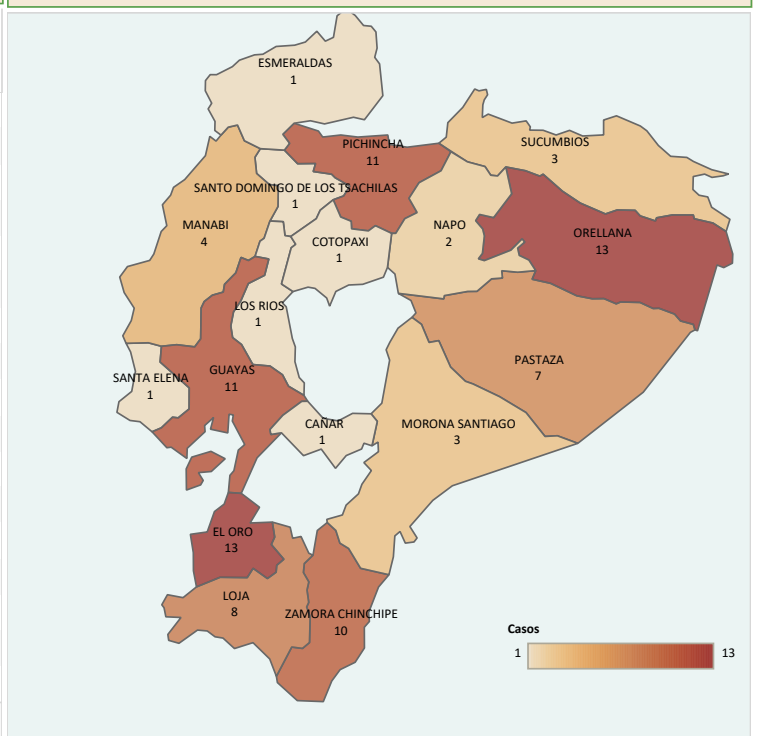 ESMERALDAS
1
PICHINCHA
11
SUCUMBIOS
3
SANTO DOMINGO DE LOS TSACHILAS
1
MANABI
4
COTOPAXI
1
NAPO
2
ORELLANA
13
LOS RIOS
1
SANTA ELENA
1
GUAYAS
11
PASTAZA
7
CAÑAR
1
MORONA SANTIAGO
3
EL ORO
13
LOJA
8
ZAMORA CHINCHIPE
10
Casos
1 13